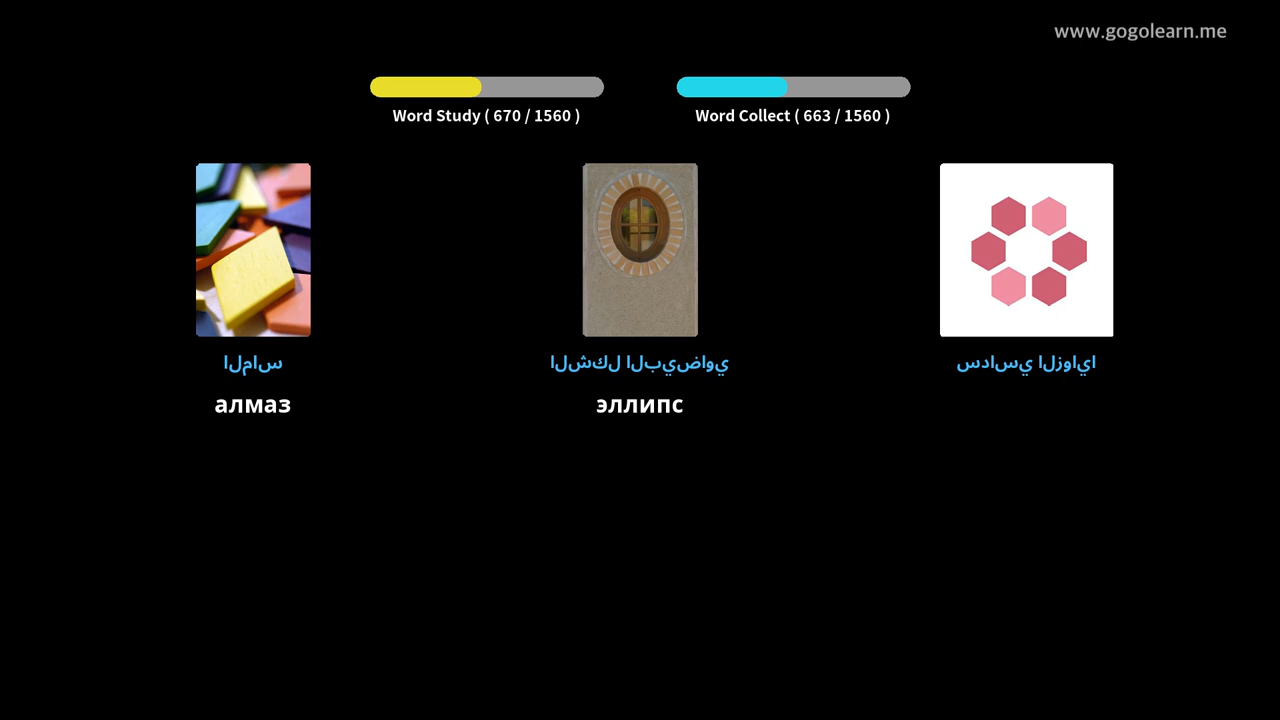 www.gogolearn.me
Word Study ( 670 / 1560 )
Word Collect ( 663 / 1560 )
الماس
الشكل البيضاوي
سداسي الزوايا
алмаз
эллипс